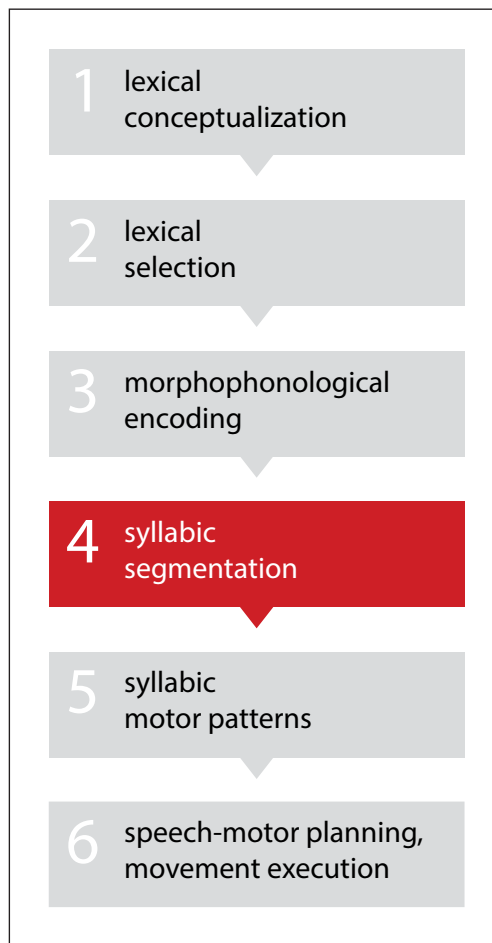 1 lexical
conceptualization
2 lexical
selection
3 morphophonological
encoding
4 syllabic
segmentation
5 syllabic
motor patterns
6 speech-motor planning,
movement execution